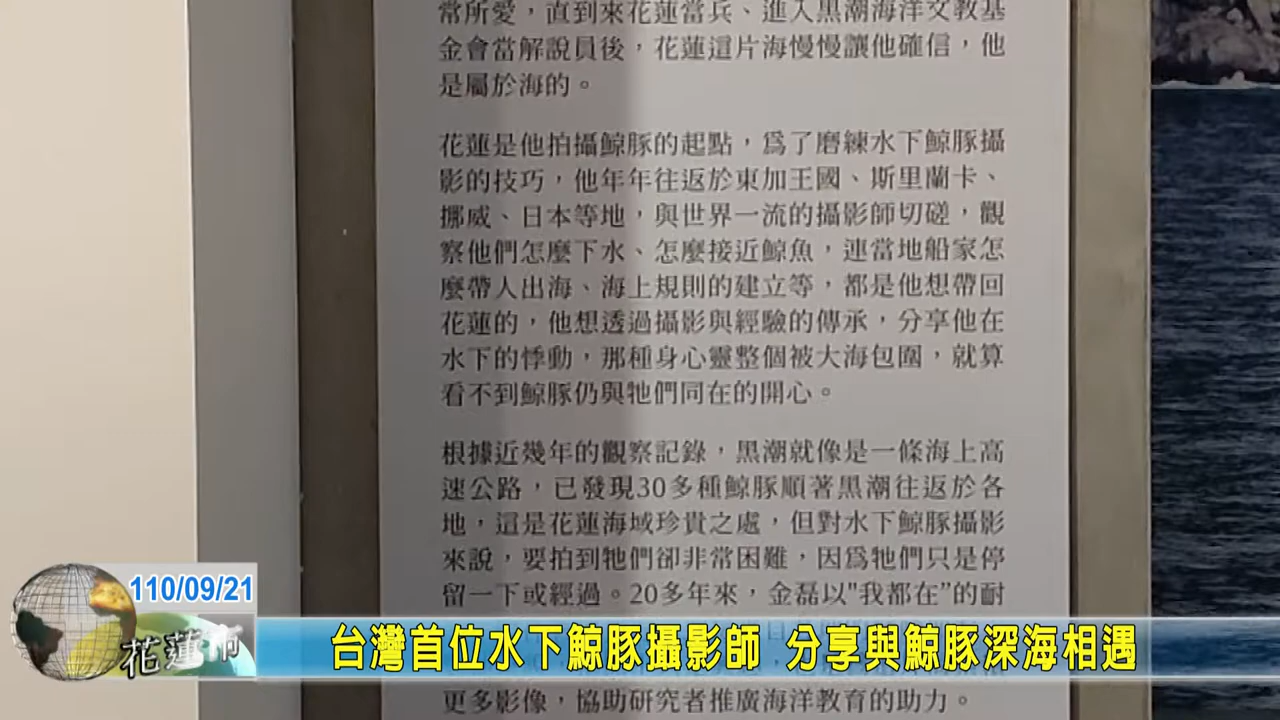 常所愛，直到來花蓮當兵、進入黑潮海洋文教基
金會當解說員後，花蓮這片海慢慢讓他確信，他
是屬於海的。
花蓮是他拍攝鯨豚的起點，為了磨練水下鯨豚攝
影的技巧，他年年往返於東加王國、斯里蘭卡、
挪威、日本等地，與世界一流的攝影師切磋，觀
察他們怎麼下水、怎麼接近鯨魚，連當地船家怎
麼帶人出海、海上規則的建立等，都是他想帶回
花蓮的，他想透過攝影與經驗的傳承，分享他在
水下的悸動，那種身心靈整個被大海包圍，就算
看不到鯨豚仍與牠們同在的開心。
根據近幾年的觀察記錄，黑潮就像是一條海上高
速公路，已發現30多種鯨豚順著黑潮往返於各
地，這是花蓮海域珍貴之處，但對水下鯨豚攝影
來說，要拍到牠們卻非常困難，因為牠們只是停
留一下或經過。20多年來，金磊以"我都在"的耐
更多影像，協助研究者推廣海洋教育的助力。
110/09/21
花蓮市
台灣首位水下鯨豚攝影師 分享與鯨豚深海相遇